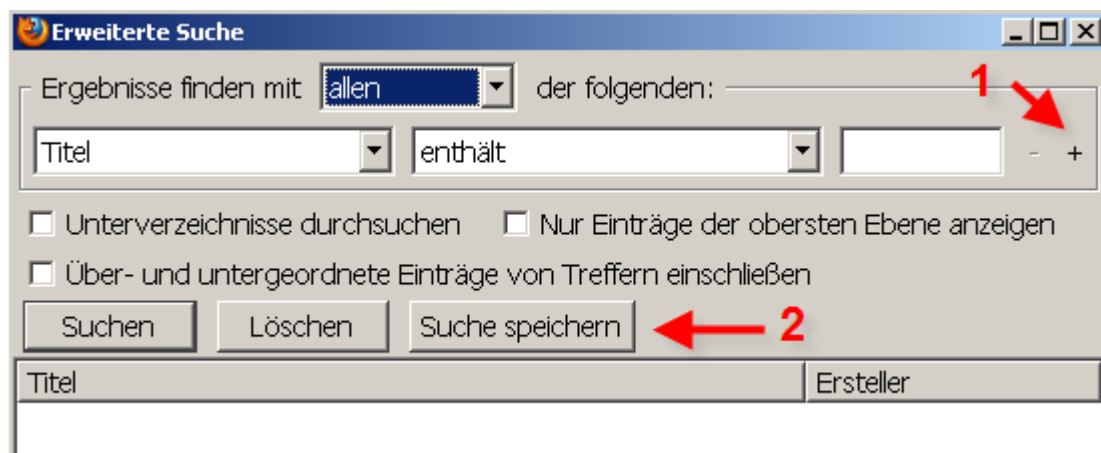 Erweiterte Suche
1
Ergebnisse finden mit allen der folgenden:
Titel enthält - +
Unterverzeichnisse durchsuchen Nur Einträge der obersten Ebene anzeigen
Über- und untergeordnete Einträge von Treffern einschließen
Suchen Löschen Suche speichern 2
Titel Ersteller